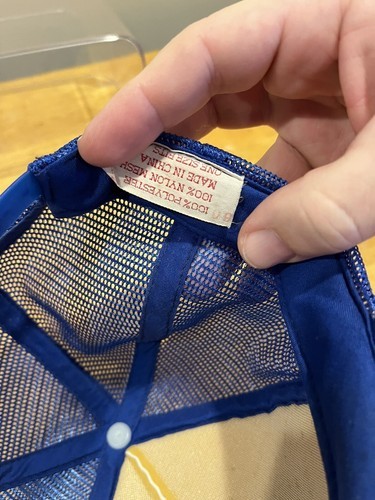 100% POLYESTER
100% NYLON MESH
MADE IN CHINA
ONE SIZE FITS